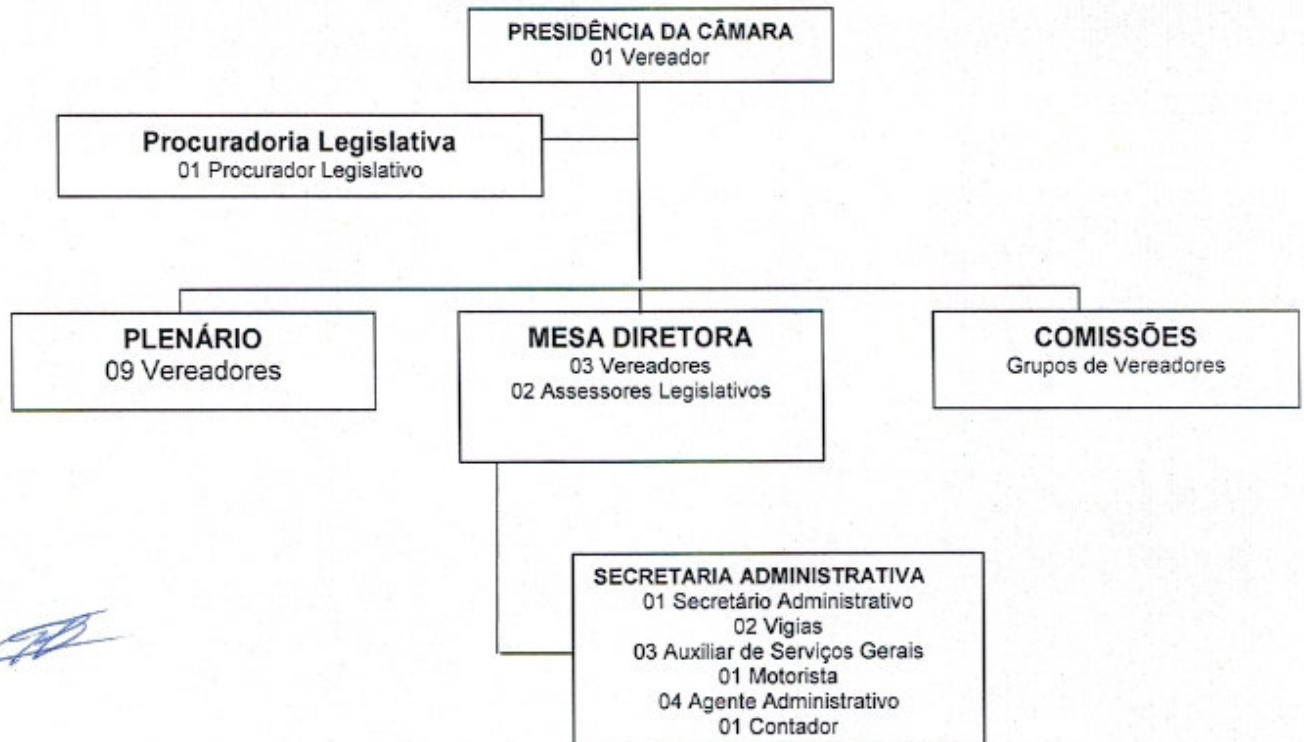 PRESIDÊNCIA DA CÂMARA
01 Vereador
Procuradoria Legislativa
01 Procurador Legislativo
PLENÁRIO
09 Vereadores
MESA DIRETORA
03 Vereadores
02 Assessores Legislativos
COMISSÕES
Grupos de Vereadores
SECRETARIA ADMINISTRATIVA
01 Secretário Administrativo
02 Vigias
03 Auxiliar de Serviços Gerais
01 Motorista
04 Agente Administrativo
01 Contador